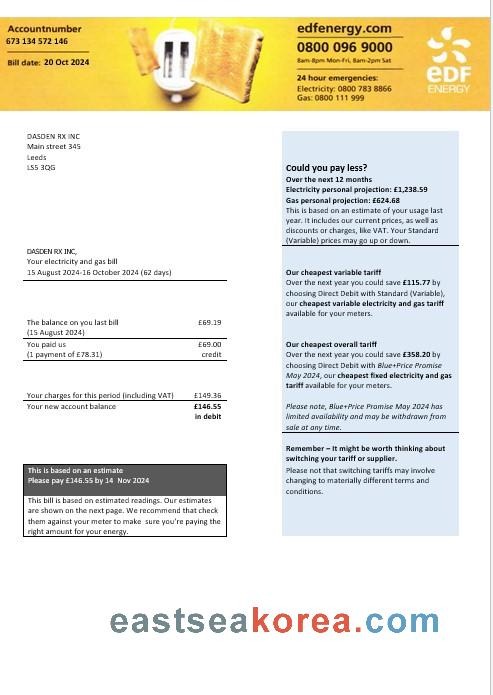 Accountnumber
673 134 572 146
Bill date: 20 Oct 2024
edfenergy.com
0800 096 9000
8am-8pm Mon-Fri, 8am-2pm Sat
24 hour emergencies:
Electricity: 0800 783 8866
Gas: 0800 111 999
eDF
ENERGY
DASDEN RX INC
Main street 345
Leeds
LS5 3QG
DASDEN RX INC,
Your electricity and gas bill
15 August 2024-16 October 2024 (62 days)
The balance on you last bill £69.19
(15 August 2024)
You paid us £69.00
(1 payment of £78.31) credit
Your charges for this period (including VAT) £149.36
Your new account balance £146.55
in debit
This is based on an estimate
Please pay £146.55 by 14 Nov 2024
This bill is based on estimated readings. Our estimates
are shown on the next page. We recommend that check
them against your meter to make sure you're paying the
right amount for your energy.
Could you pay less?
Over the next 12 months
Electricity personal projection: £1,238.59
Gas personal projection: £624.68
This is based on an estimate of your usage last
year. It includes our current prices, as well as
discounts or charges, like VAT. Your Standard
(Variable) prices may go up or down.
Our cheapest variable tariff
Over the next year you could save £115.77 by
choosing Direct Debit with Standard (Variable),
our cheapest variable electricity and gas tariff
available for your meters.
Our cheapest overall tariff
Over the next year you could save £358.20 by
choosing Direct Debit with Blue+Price Promise
May 2024, our cheapest fixed electricity and gas
tariff available for your meters.
Please note, Blue+Price Promise May 2024 has
limited availability and may be withdrawn from
sale at any time.
Remember – It might be worth thinking about
switching your tariff or supplier.
Please not that switching tariffs may involve
changing to materially different terms and
conditions.
eastseakorea.com